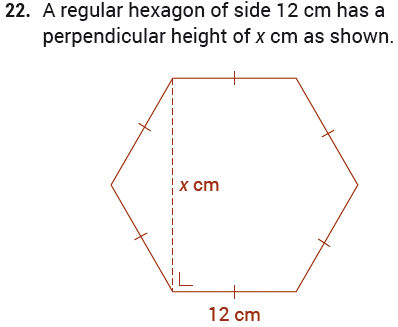 22. A regular hexagon of side 12 cm has a
perpendicular height of x cm as shown.
x cm
12 cm